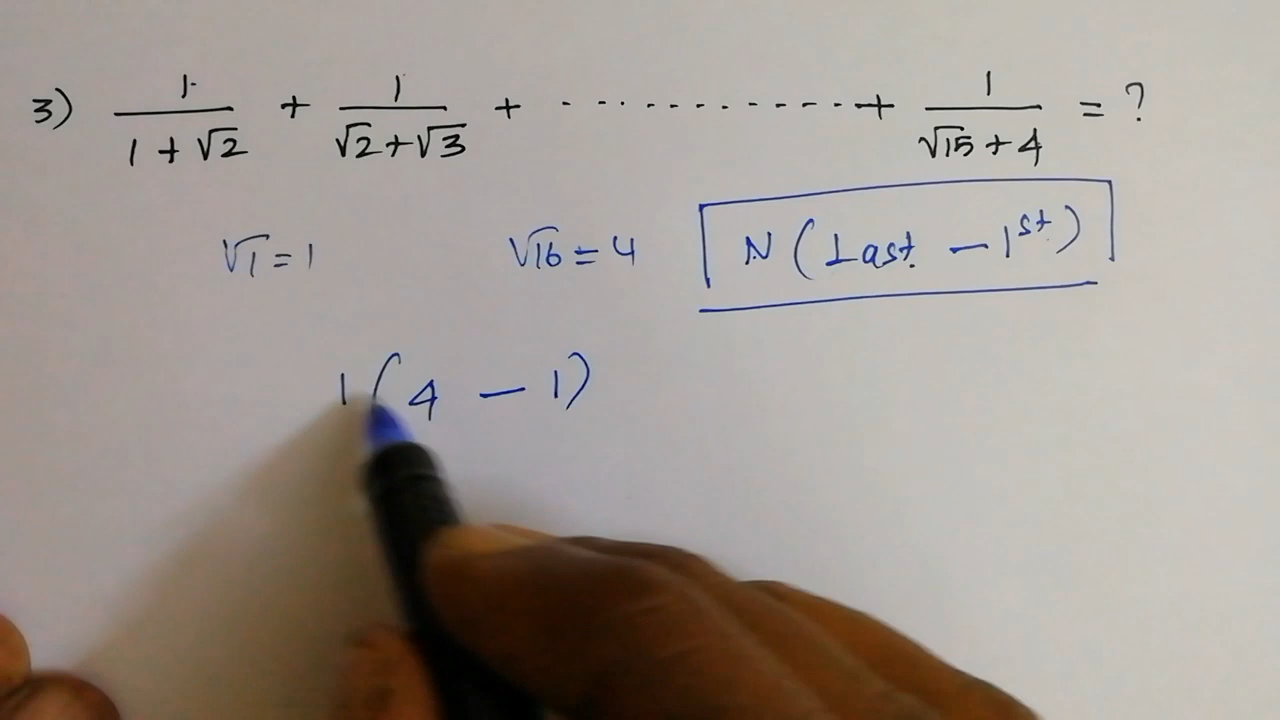 3) 1/(1 + √2) + 1/(√2+√3) + ............... + 1/(√15 + 4) = ?
√1 = 1 √16 = 4 N (Last - 1st)
1(4 - 1)